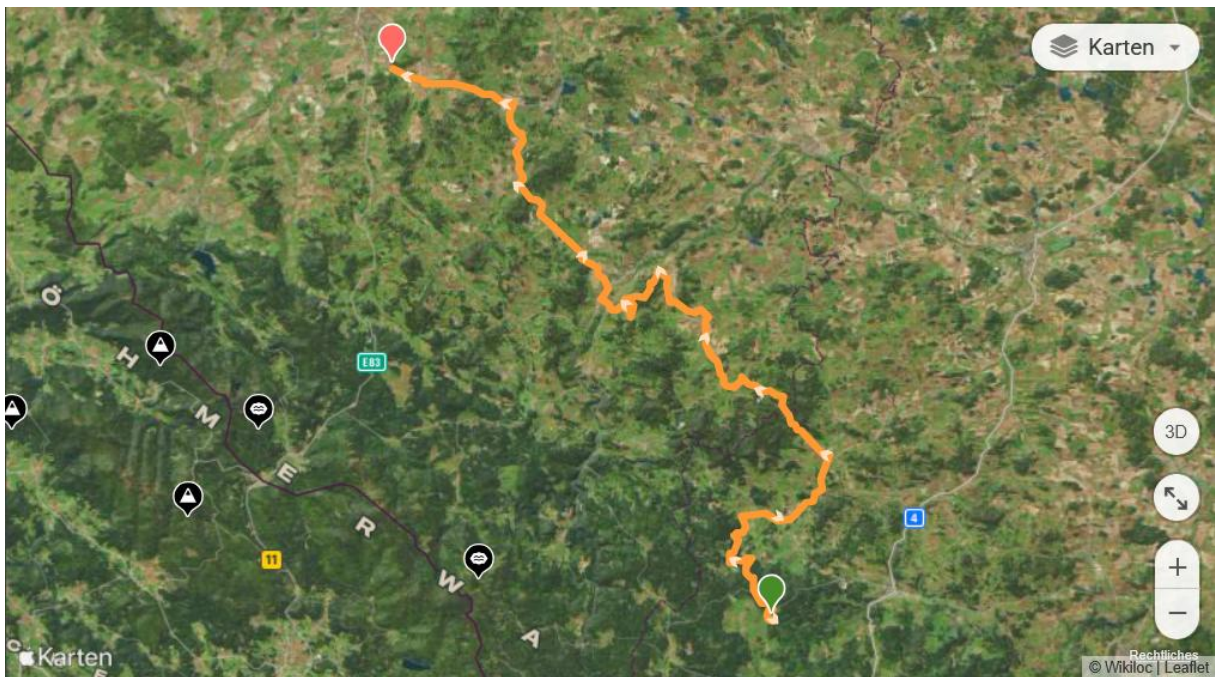 Karten
Ö
H
M
E
R
W
A
E83
3D
4
11
+
−
Karten
Rechtliches
© Wikiloc | Leaflet